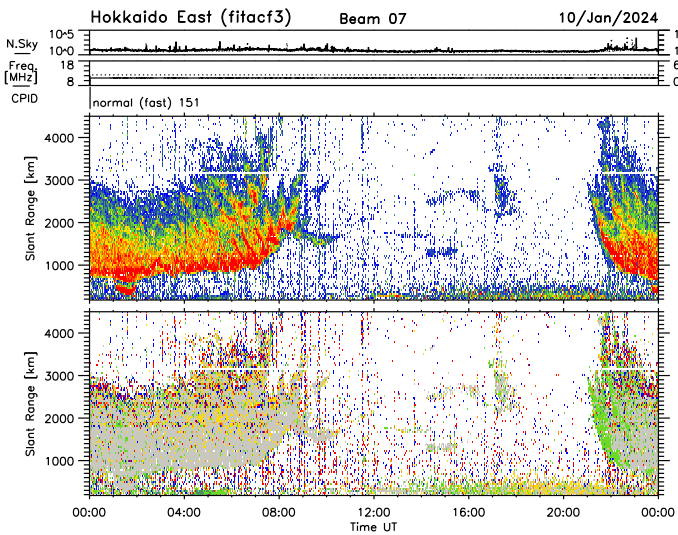 Hokkaido East (fitacf3) Beam 07 10/Jan/2024
N.Sky 10^5 10^0 1 1
Freq. [MHz] 18 8 6 0
CPID normal (fast) 151
Slant Range [km]
4000
3000
2000
1000
Slant Range [km]
4000
3000
2000
1000
00:00 04:00 08:00 12:00 16:00 20:00 00:00
Time UT